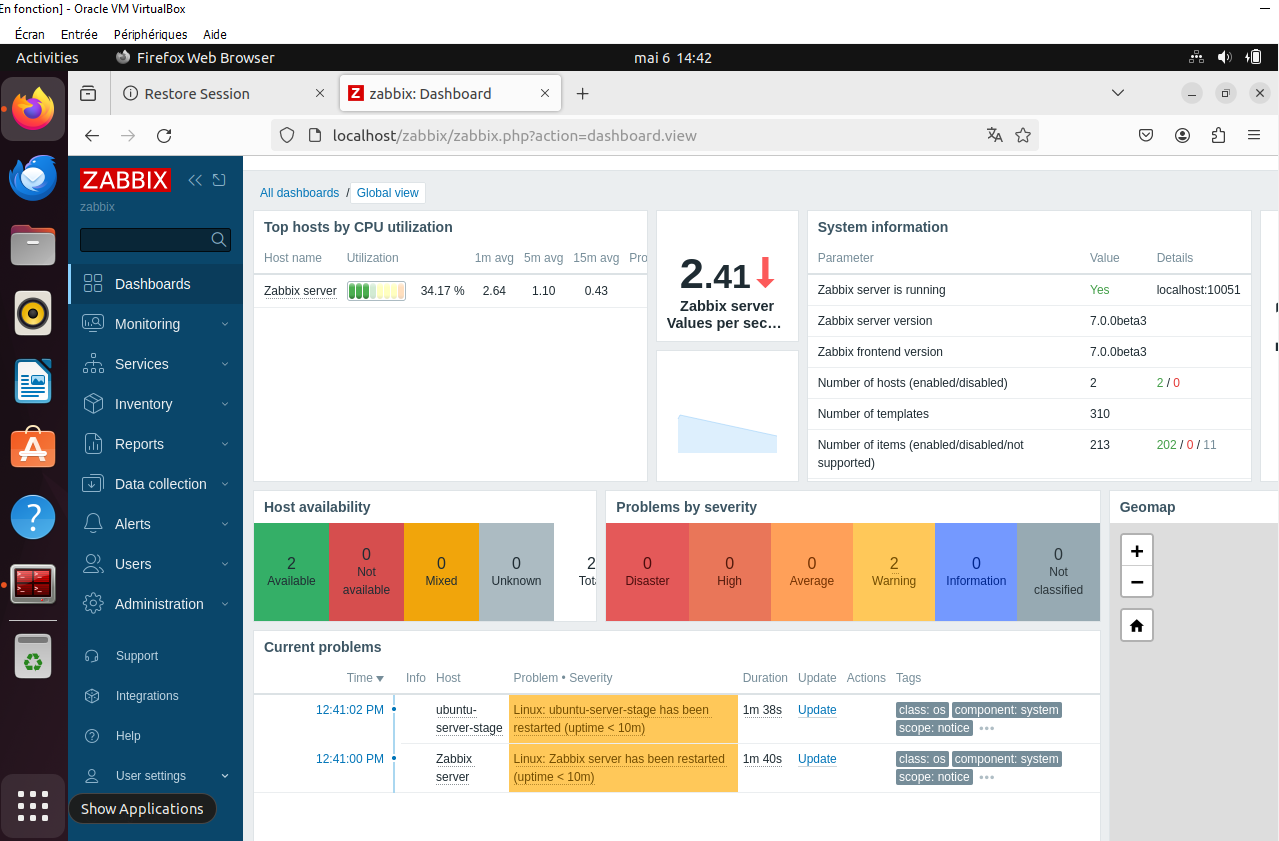 En fonction] - Oracle VM VirtualBox
Écran Entrée Périphériques Aide
Activities Firefox Web Browser mai 6 14:42
Restore Session zabbix: Dashboard
localhost/zabbix/zabbix.php?action=dashboard.view
ZABBIX
zabbix
Dashboards
Monitoring
Services
Inventory
Reports
Data collection
Alerts
Users
Administration
Support
Integrations
Help
User settings
Show Applications
All dashboards / Global view
Top hosts by CPU utilization
Host name Utilization 1m avg 5m avg 15m avg Pro
Zabbix server 34.17 % 2.64 1.10 0.43
2.41
Zabbix server
Values per sec…
System information
Parameter Value Details
Zabbix server is running Yes localhost:10051
Zabbix server version 7.0.0beta3
Zabbix frontend version 7.0.0beta3
Number of hosts (enabled/disabled) 2 2 / 0
Number of templates 310
Number of items (enabled/disabled/not 213 202 / 0 / 11
supported)
Host availability
2 Available
0 Not available
0 Mixed
0 Unknown
2 Tot
Problems by severity
0 Disaster
0 High
0 Average
2 Warning
0 Information
0 Not classified
Geomap
+
−
Current problems
Time Info Host Problem • Severity Duration Update Actions Tags
12:41:02 PM ubuntu- Linux: ubuntu-server-stage has been 1m 38s Update class: os component: system
server-stage restarted (uptime < 10m) scope: notice •••
12:41:00 PM Zabbix Linux: Zabbix server has been restarted 1m 40s Update class: os component: system
server (uptime < 10m) scope: notice •••